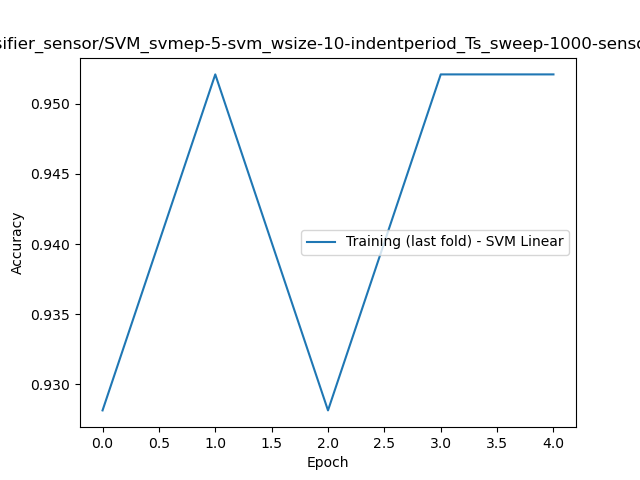 sifier_sensor/SVM_svmep-5-svm_wsize-10-indentperiod_Ts_sweep-1000-senso
0.950
0.945
0.940
0.935
0.930
Accuracy
Training (last fold) - SVM Linear
0.0 0.5 1.0 1.5 2.0 2.5 3.0 3.5 4.0
Epoch